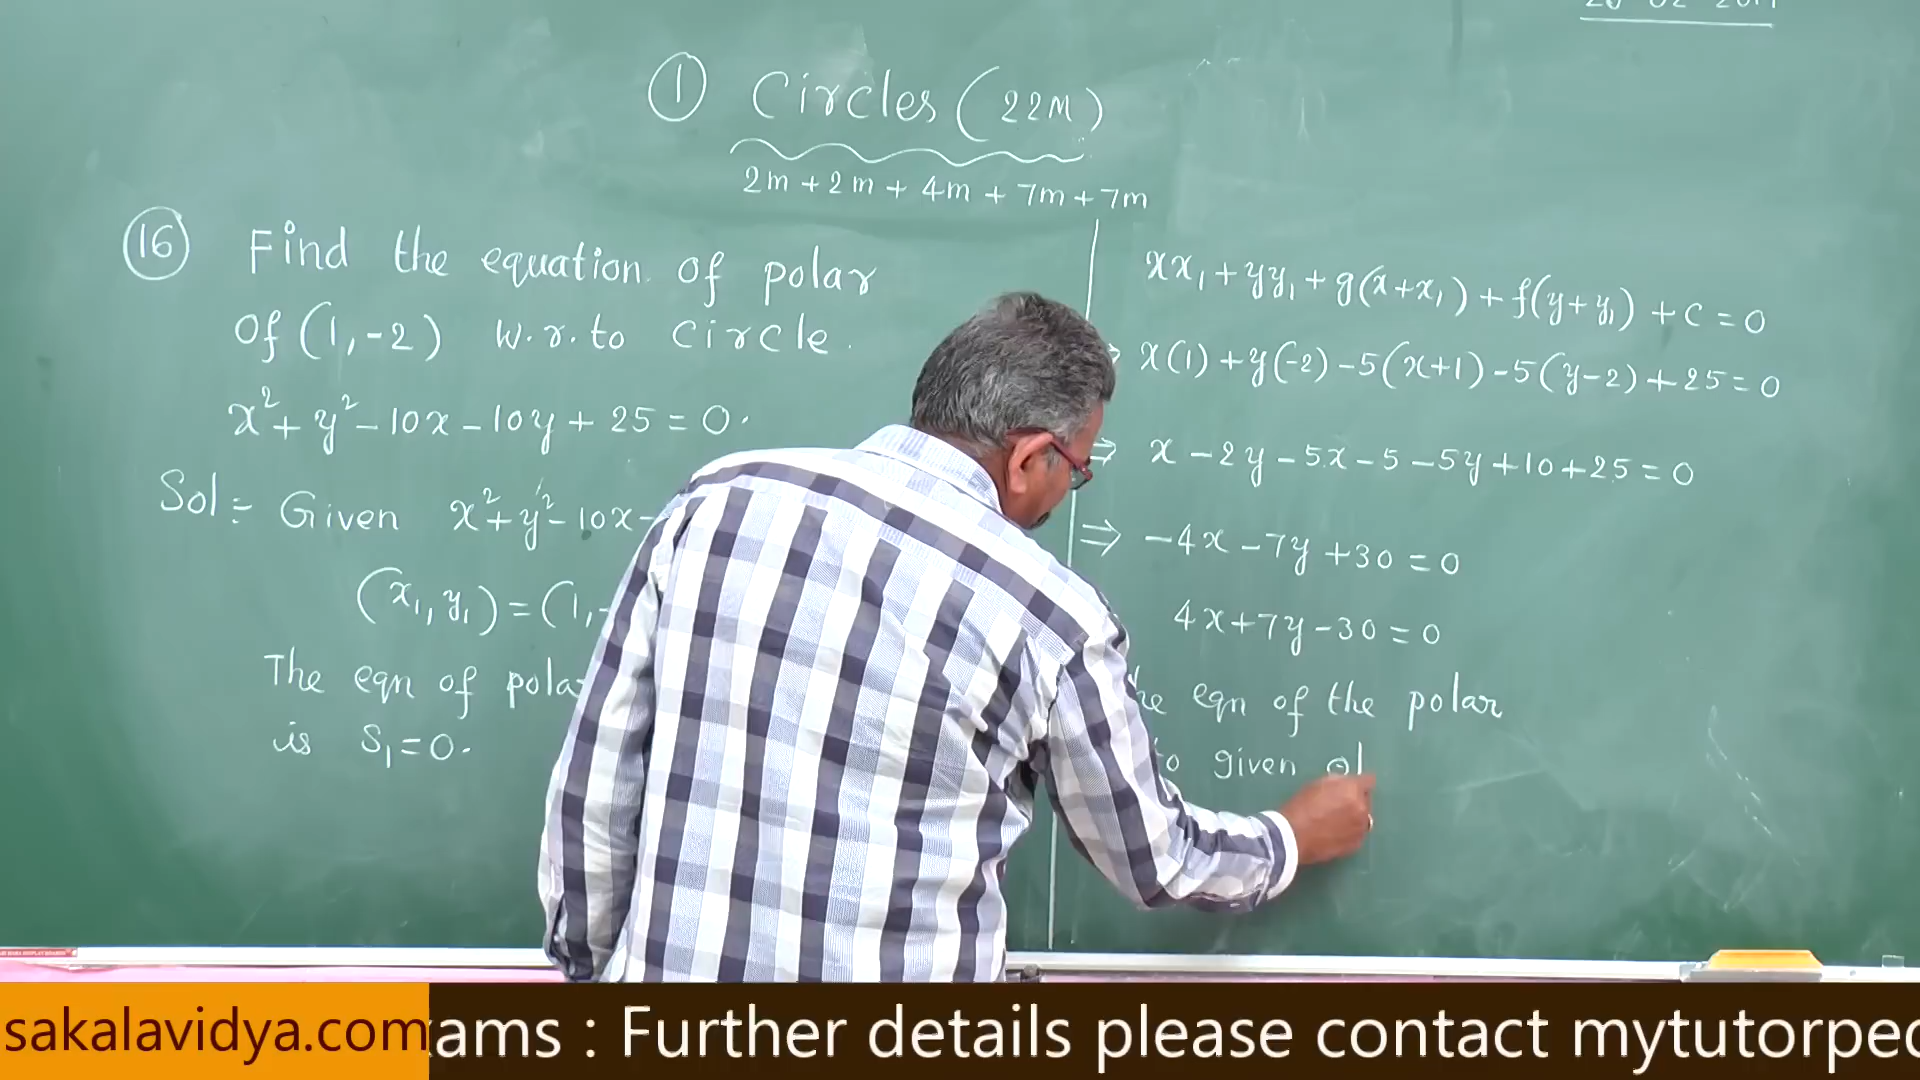 ① Circles (22M)
2m + 2m + 4m + 7m + 7m
⑯ Find the equation of polar
of (1, -2) w.r.to circle.
x² + y² - 10x - 10y + 25 = 0.
Sol:- Given x² + y² - 10x -
(x₁, y₁) = (1, -
The eqn of polar
is S₁ = 0.
xx₁ + yy₁ + g(x+x₁) + f(y+y₁) + c = 0
x(1) + y(-2) - 5(x+1) - 5(y-2) + 25 = 0
⇒ x - 2y - 5x - 5 - 5y + 10 + 25 = 0
⇒ -4x - 7y + 30 = 0
4x + 7y - 30 = 0
he eqn of the polar
to given
sakalavidya.com
ams : Further details please contact mytutorped